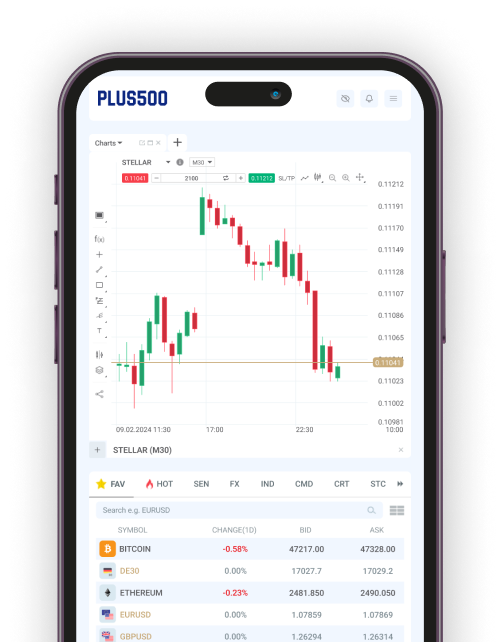 PLUS500
Charts
STELLAR M30
0.11041 2100 0.11212 SL/TP
0.11212
0.11191
0.11170
0.11149
0.11128
0.11107
0.11086
0.11065
0.11041
0.11023
0.11002
0.10981
f(x)
T
09.02.2024 11:30 17:00 22:30 10:00
STELLAR (M30)
FAV HOT SEN FX IND CMD CRT STC
Search e.g. EURUSD
SYMBOL CHANGE(1D) BID ASK
BITCOIN -0.58% 47217.00 47328.00
DE30 0.00% 17027.7 17029.2
ETHEREUM -0.23% 2481.850 2490.050
EURUSD 0.00% 1.07859 1.07869
GBPUSD 0.00% 1.26294 1.26314